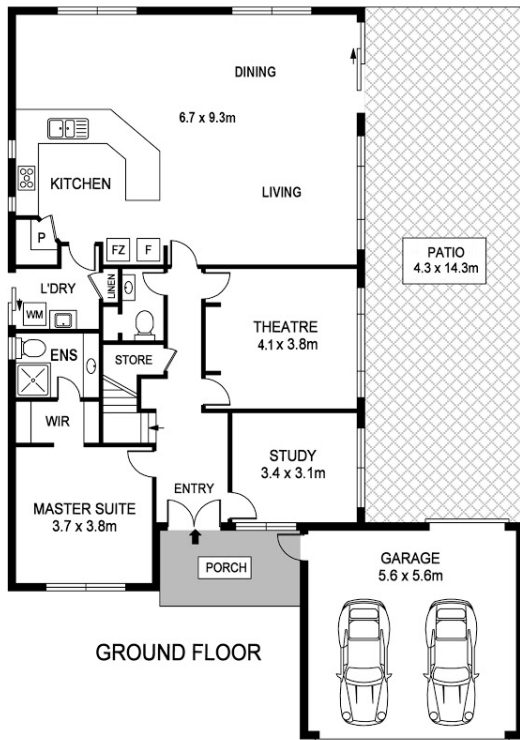 DINING
6.7 x 9.3m
KITCHEN
LIVING
P
FZ
F
PATIO
4.3 x 14.3m
L'DRY
LINEN
WM
THEATRE
4.1 x 3.8m
ENS
STORE
WIR
STUDY
3.4 x 3.1m
MASTER SUITE
3.7 x 3.8m
ENTRY
PORCH
GARAGE
5.6 x 5.6m
GROUND FLOOR